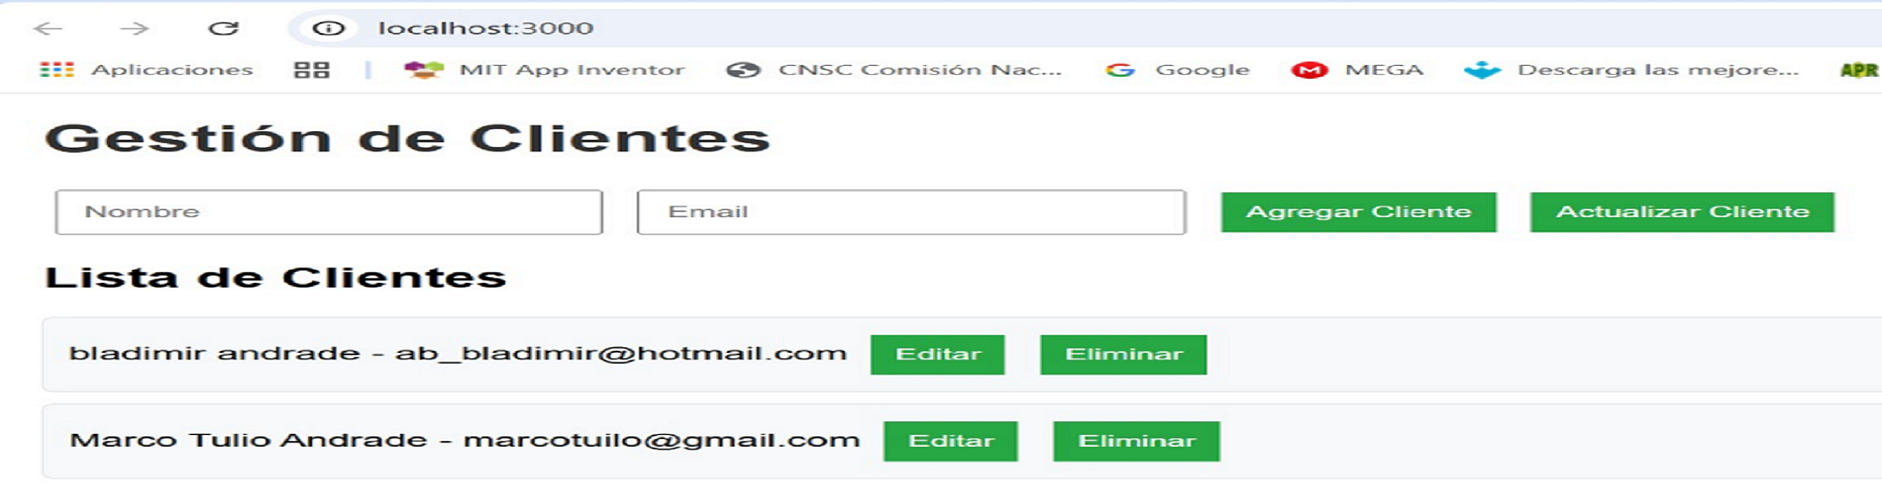 localhost:3000
Aplicaciones MIT App Inventor CNSC Comisión Nac... Google MEGA Descarga las mejore... APR
Gestión de Clientes
Nombre Email Agregar Cliente Actualizar Cliente
Lista de Clientes
bladimir andrade - ab_bladimir@hotmail.com Editar Eliminar
Marco Tulio Andrade - marcotuilo@gmail.com Editar Eliminar